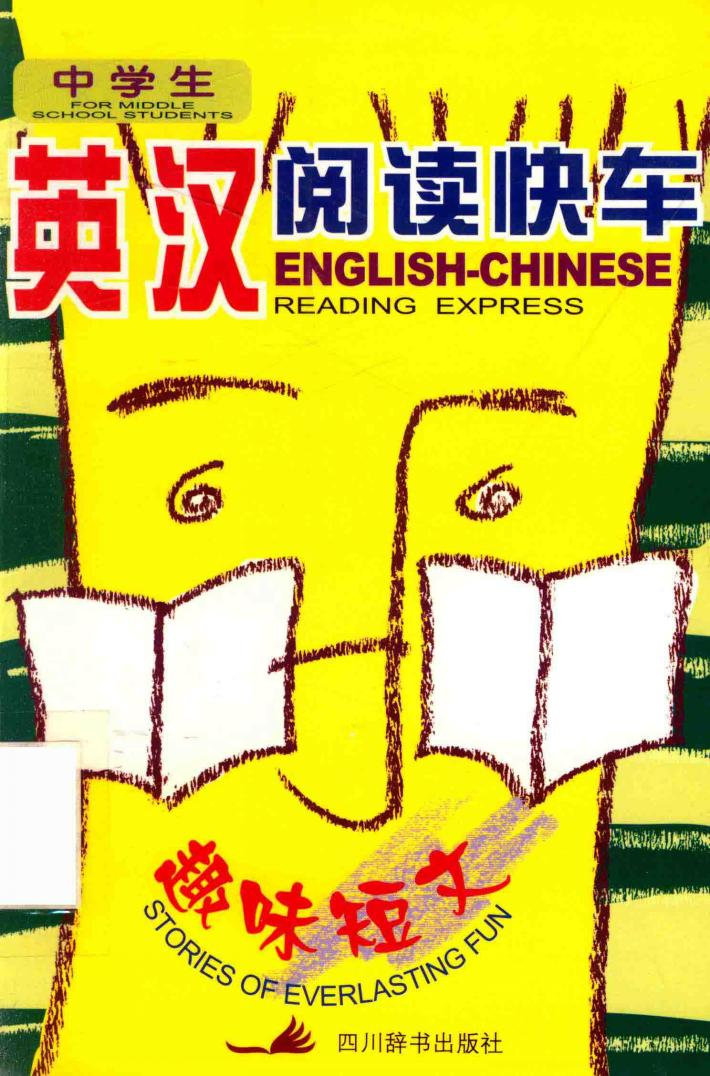 中学生
FOR MIDDLE
SCHOOL STUDENTS
英汉阅读快车
ENGLISH-CHINESE
READING EXPRESS
趣味短文
STORIES OF EVERLASTING FUN
四川辞书出版社